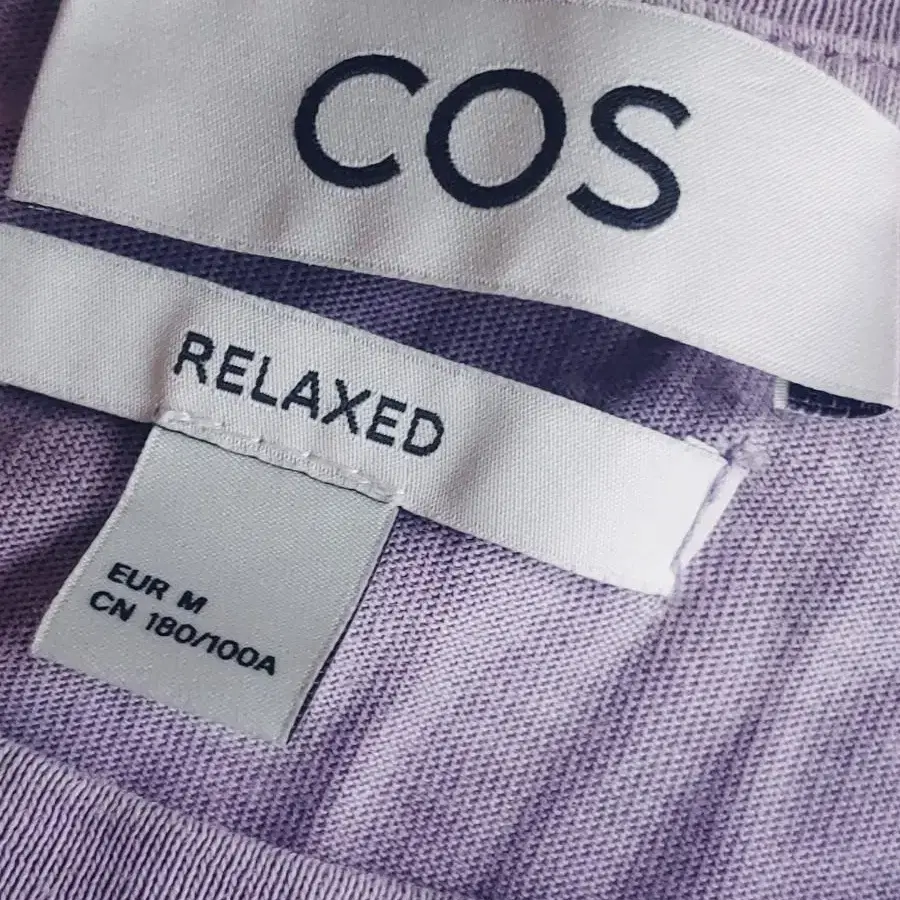 COS
RELAXED
EUR M
CN 180/100A